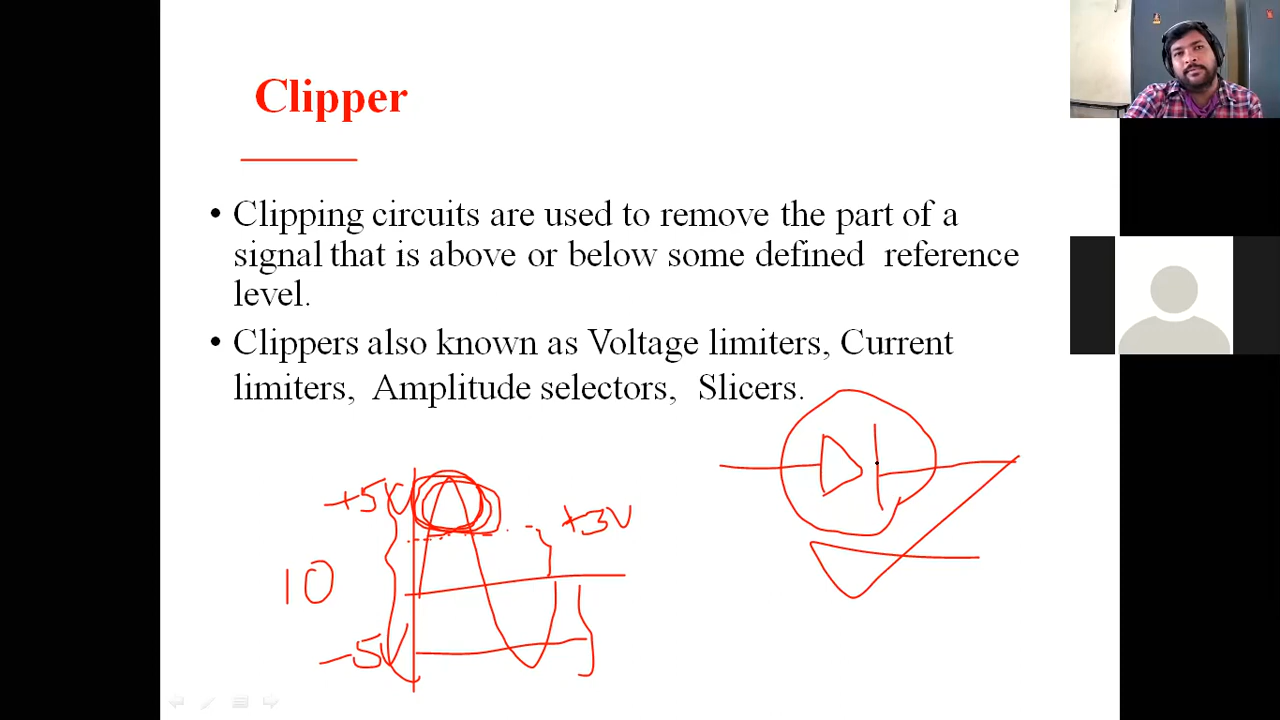 Clipper
• Clipping circuits are used to remove the part of a
signal that is above or below some defined reference
level.
• Clippers also known as Voltage limiters, Current
limiters, Amplitude selectors, Slicers.
+5V
+3V
10
-5V